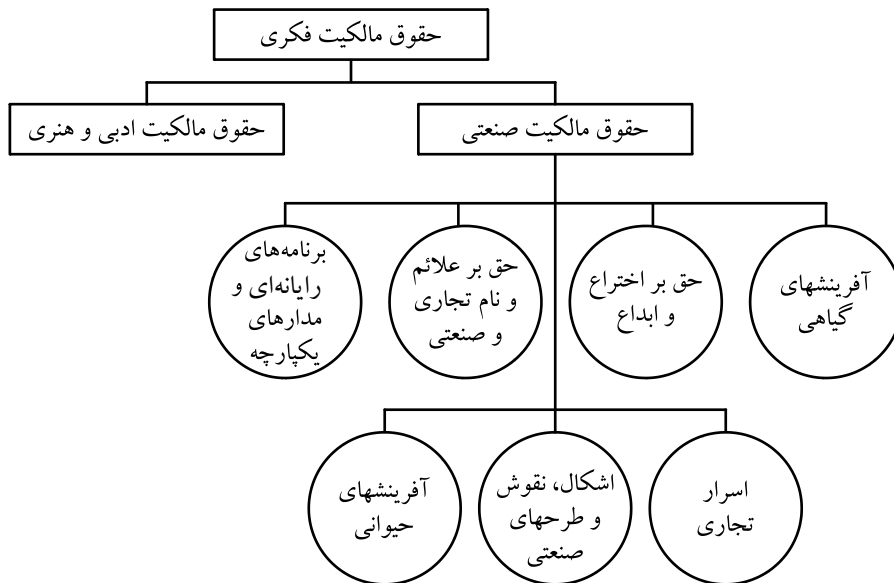 حقوق مالکیت فکری
حقوق مالکیت صنعتی
حقوق مالکیت ادبی و هنری
آفرینشهای
گیاهی
حق بر اختراع
و ابداع
حق بر علائم
و نام تجاری
و صنعتی
برنامه‌های
رایانه‌ای و
مدارهای
یکپارچه
اسرار
تجاری
اشکال، نقوش
و طرحهای
صنعتی
آفرینشهای
حیوانی